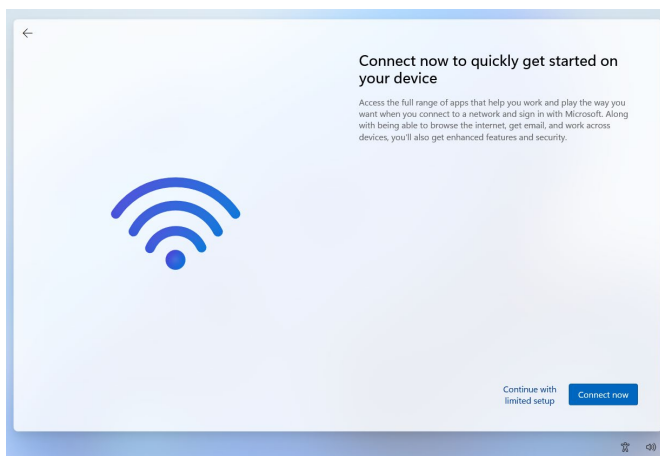 Connect now to quickly get started on
your device
Access the full range of apps that help you work and play the way you
want when you connect to a network and sign in with Microsoft. Along
with being able to browse the internet, get email, and work across
devices, you'll also get enhanced features and security.
Continue with
limited setup
Connect now